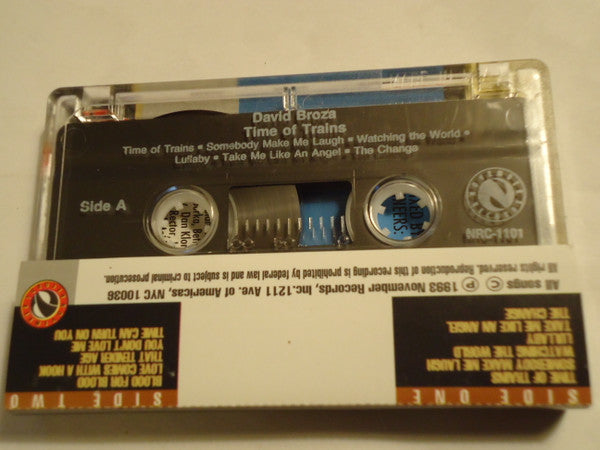 David Broza
Time of Trains
Time of Trains • Somebody Make Me Laugh • Watching the World •
Lullaby • Take Me Like An Angel • The Change
Side A
NRC-1101
SIDE ONE
TIME OF TRAINS
SOMEBODY MAKE ME LAUGH
WATCHING THE WORLD
LULLABY
TAKE ME LIKE AN ANGEL
THE CHANGE
All songs © ℗ 1993 November Records, Inc. 1211 Ave. of Americas, NYC 10036
All rights reserved. Reproduction of this recording is prohibited by federal law and is subject to criminal prosecution.
SIDE TWO
BLOOD FOR BLOOD
LOVE COMES WITH A HOOK
THAT TENDER AGE
YOU DON'T LOVE ME
TIME CAN TURN ON YOU